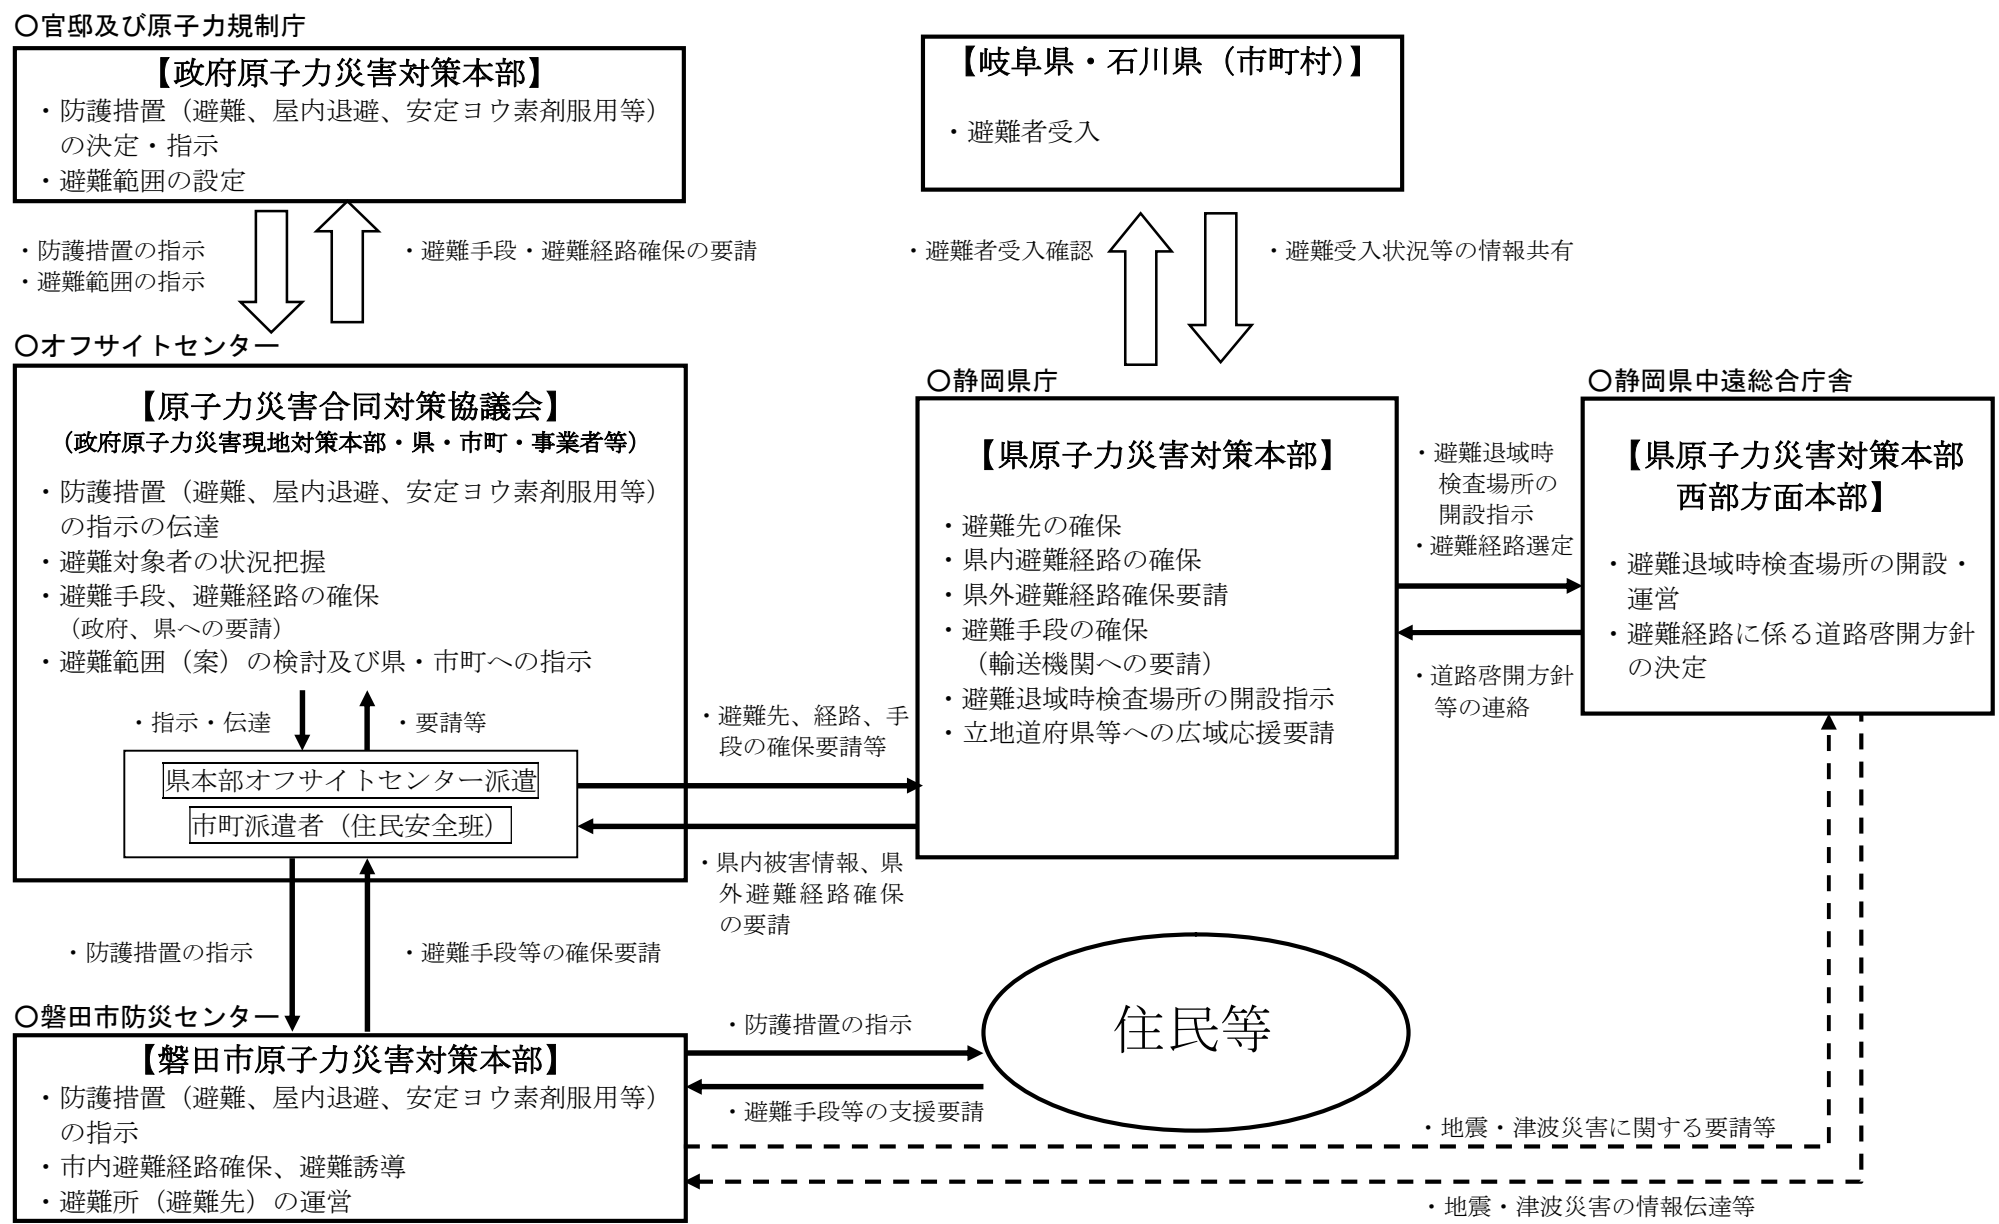 〇官邸及び原子力規制庁
【政府原子力災害対策本部】
・防護措置（避難、屋内退避、安定ヨウ素剤服用等）
の決定・指示
・避難範囲の設定
【岐阜県・石川県（市町村）】
・避難者受入
・防護措置の指示
・避難範囲の指示
・避難手段・避難経路確保の要請
・避難者受入確認
・避難受入状況等の情報共有
〇オフサイトセンター
【原子力災害合同対策協議会】
（政府原子力災害現地対策本部・県・市町・事業者等）
・防護措置（避難、屋内退避、安定ヨウ素剤服用等）
の指示の伝達
・避難対象者の状況把握
・避難手段、避難経路の確保
（政府、県への要請）
・避難範囲（案）の検討及び県・市町への指示
・指示・伝達
・要請等
県本部オフサイトセンター派遣
市町派遣者（住民安全班）
・避難先、経路、手
段の確保要請等
・県内被害情報、県
外避難経路確保
の要請
〇静岡県庁
【県原子力災害対策本部】
・避難先の確保
・県内避難経路の確保
・県外避難経路確保要請
・避難手段の確保
（輸送機関への要請）
・避難退域時検査場所の開設指示
・立地道府県等への広域応援要請
・避難退域時
検査場所の
開設指示
・避難経路選定
・道路啓開方針
等の連絡
〇静岡県中遠総合庁舎
【県原子力災害対策本部
西部方面本部】
・避難退域時検査場所の開設・
運営
・避難経路に係る道路啓開方針
の決定
・防護措置の指示
・避難手段等の確保要請
〇磐田市防災センター
【磐田市原子力災害対策本部】
・防護措置（避難、屋内退避、安定ヨウ素剤服用等）
の指示
・市内避難経路確保、避難誘導
・避難所（避難先）の運営
・防護措置の指示
・避難手段等の支援要請
住民等
・地震・津波災害に関する要請等
・地震・津波災害の情報伝達等